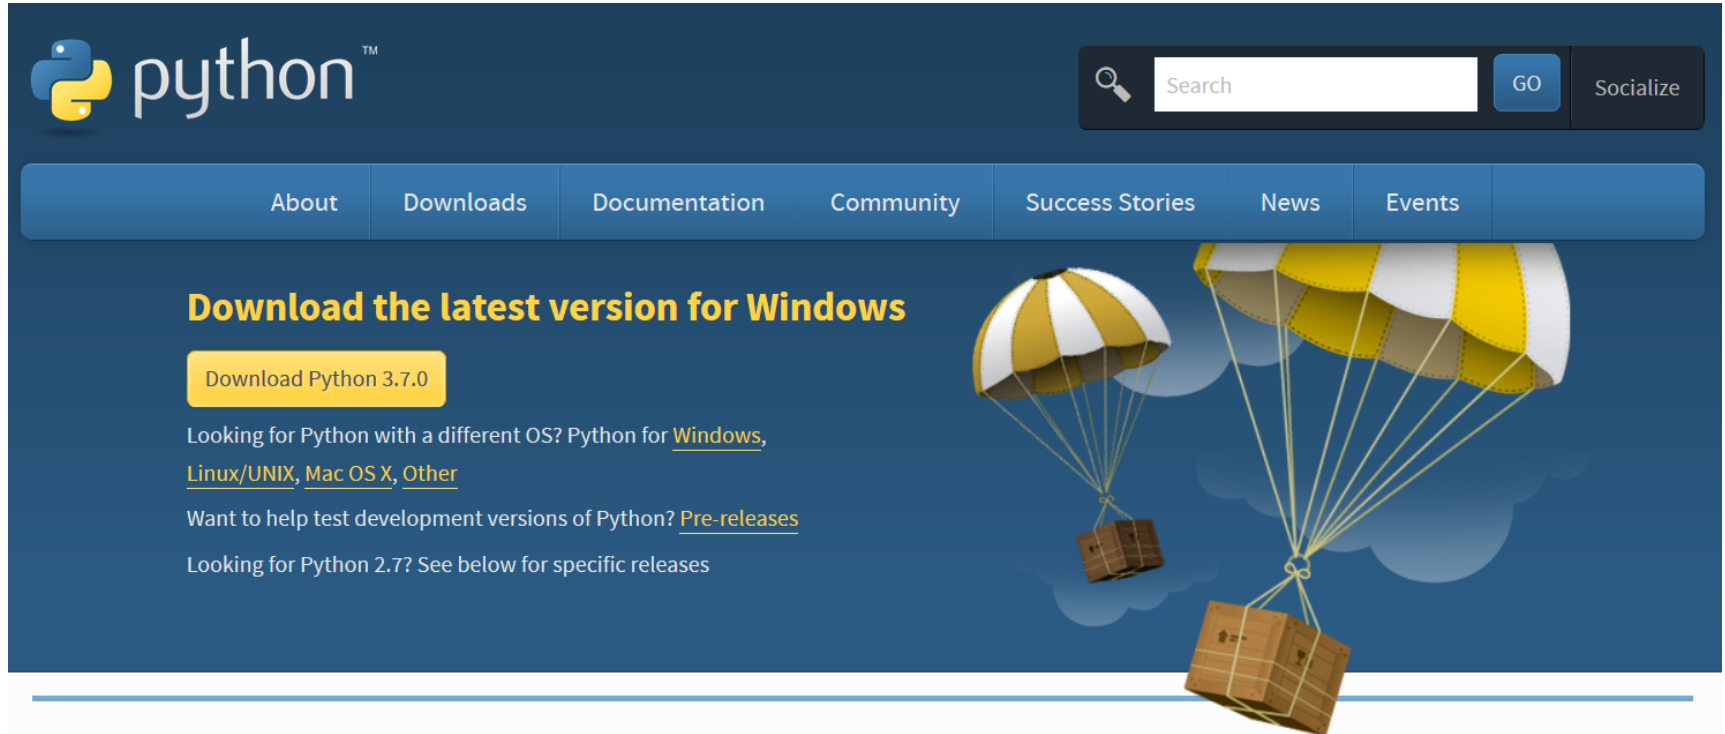 python™
Search
GO
Socialize
About
Downloads
Documentation
Community
Success Stories
News
Events
Download the latest version for Windows
Download Python 3.7.0
Looking for Python with a different OS? Python for Windows,
Linux/UNIX, Mac OS X, Other
Want to help test development versions of Python? Pre-releases
Looking for Python 2.7? See below for specific releases